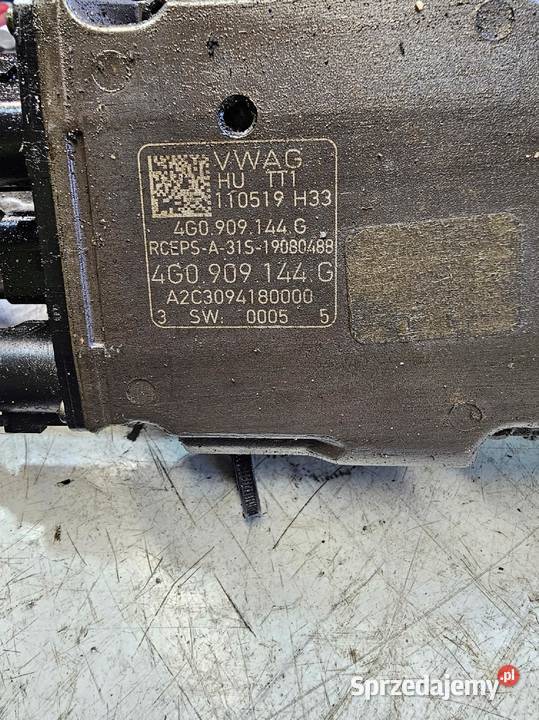 VWAG
HU TT1
110519 H33
4G0.909.144.G
RCEPS-A-31S-19080488
4G0.909.144.G
A2C3094180000
3 SW: 0005 5
Sprzedajemy.pl